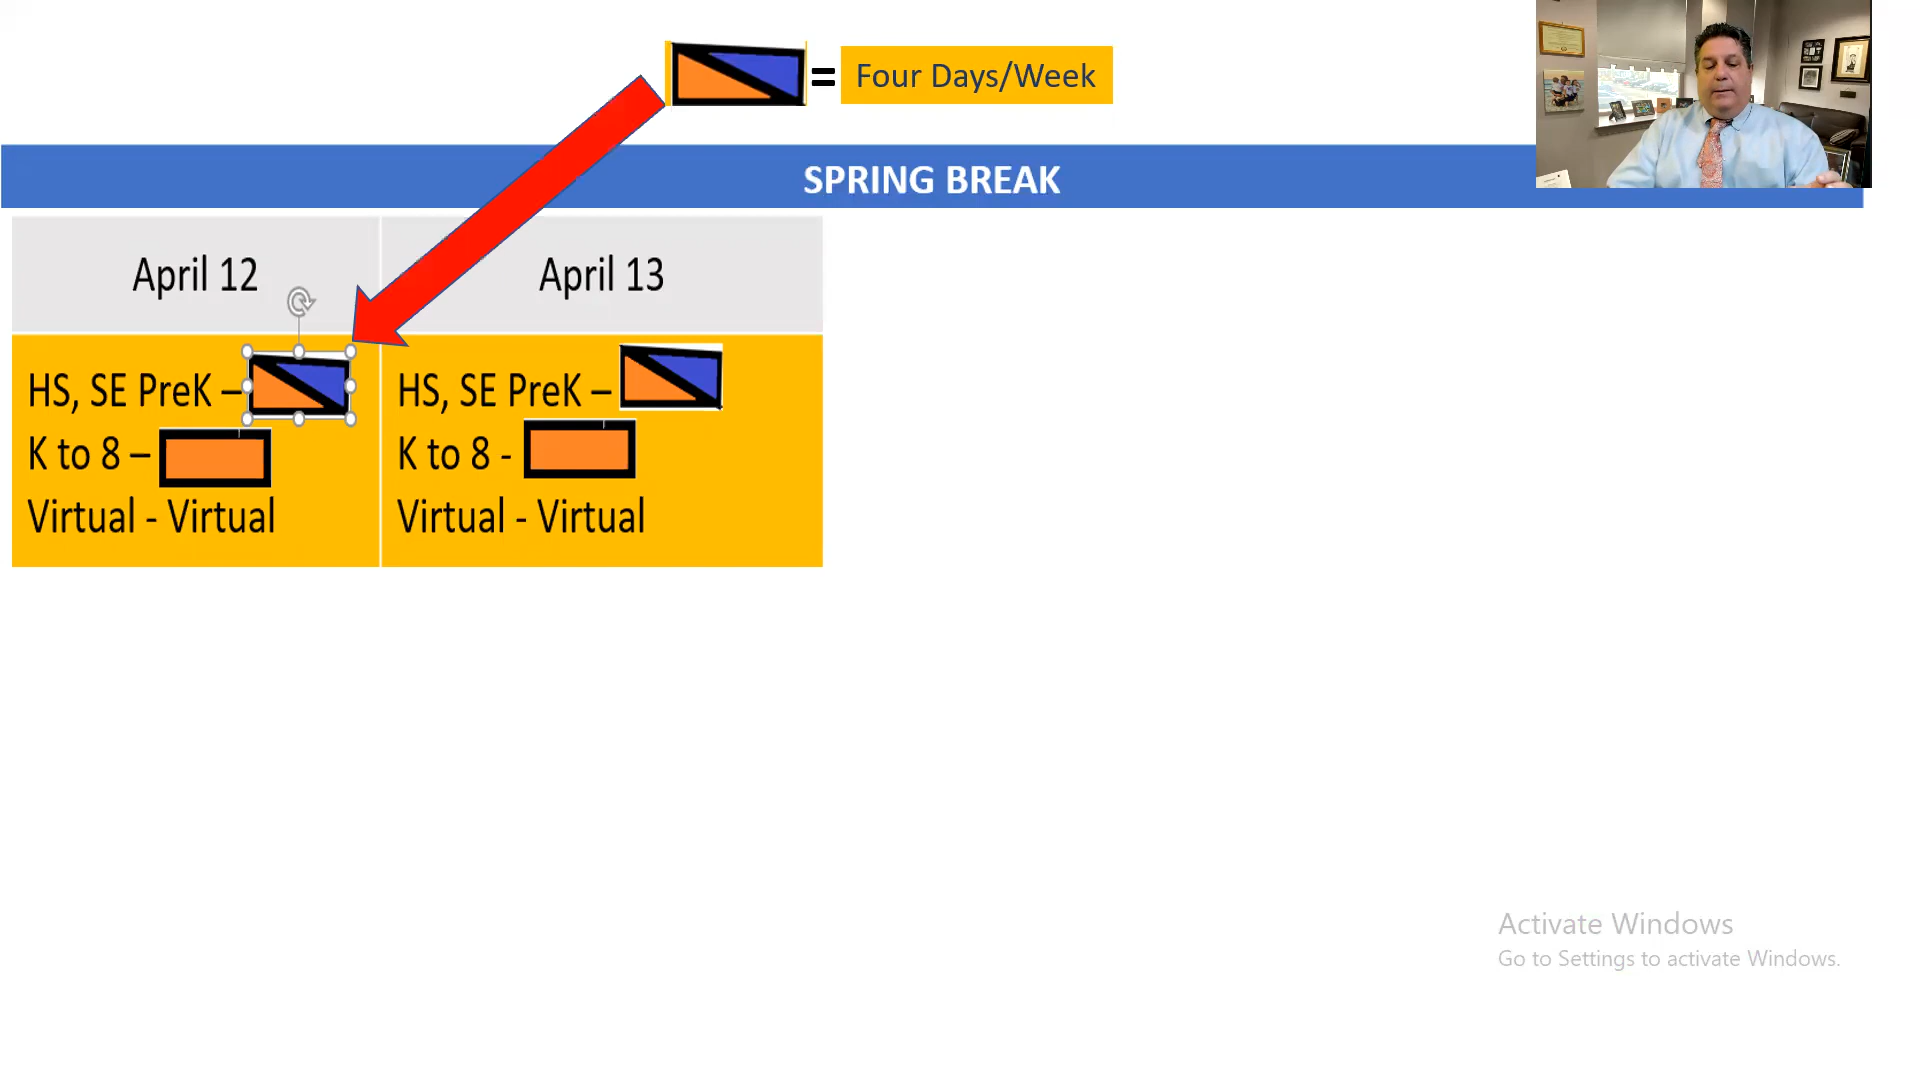 = Four Days/Week
SPRING BREAK
April 12
April 13
HS, SE PreK –
K to 8 –
Virtual - Virtual
HS, SE PreK –
K to 8 -
Virtual - Virtual
Activate Windows
Go to Settings to activate Windows.